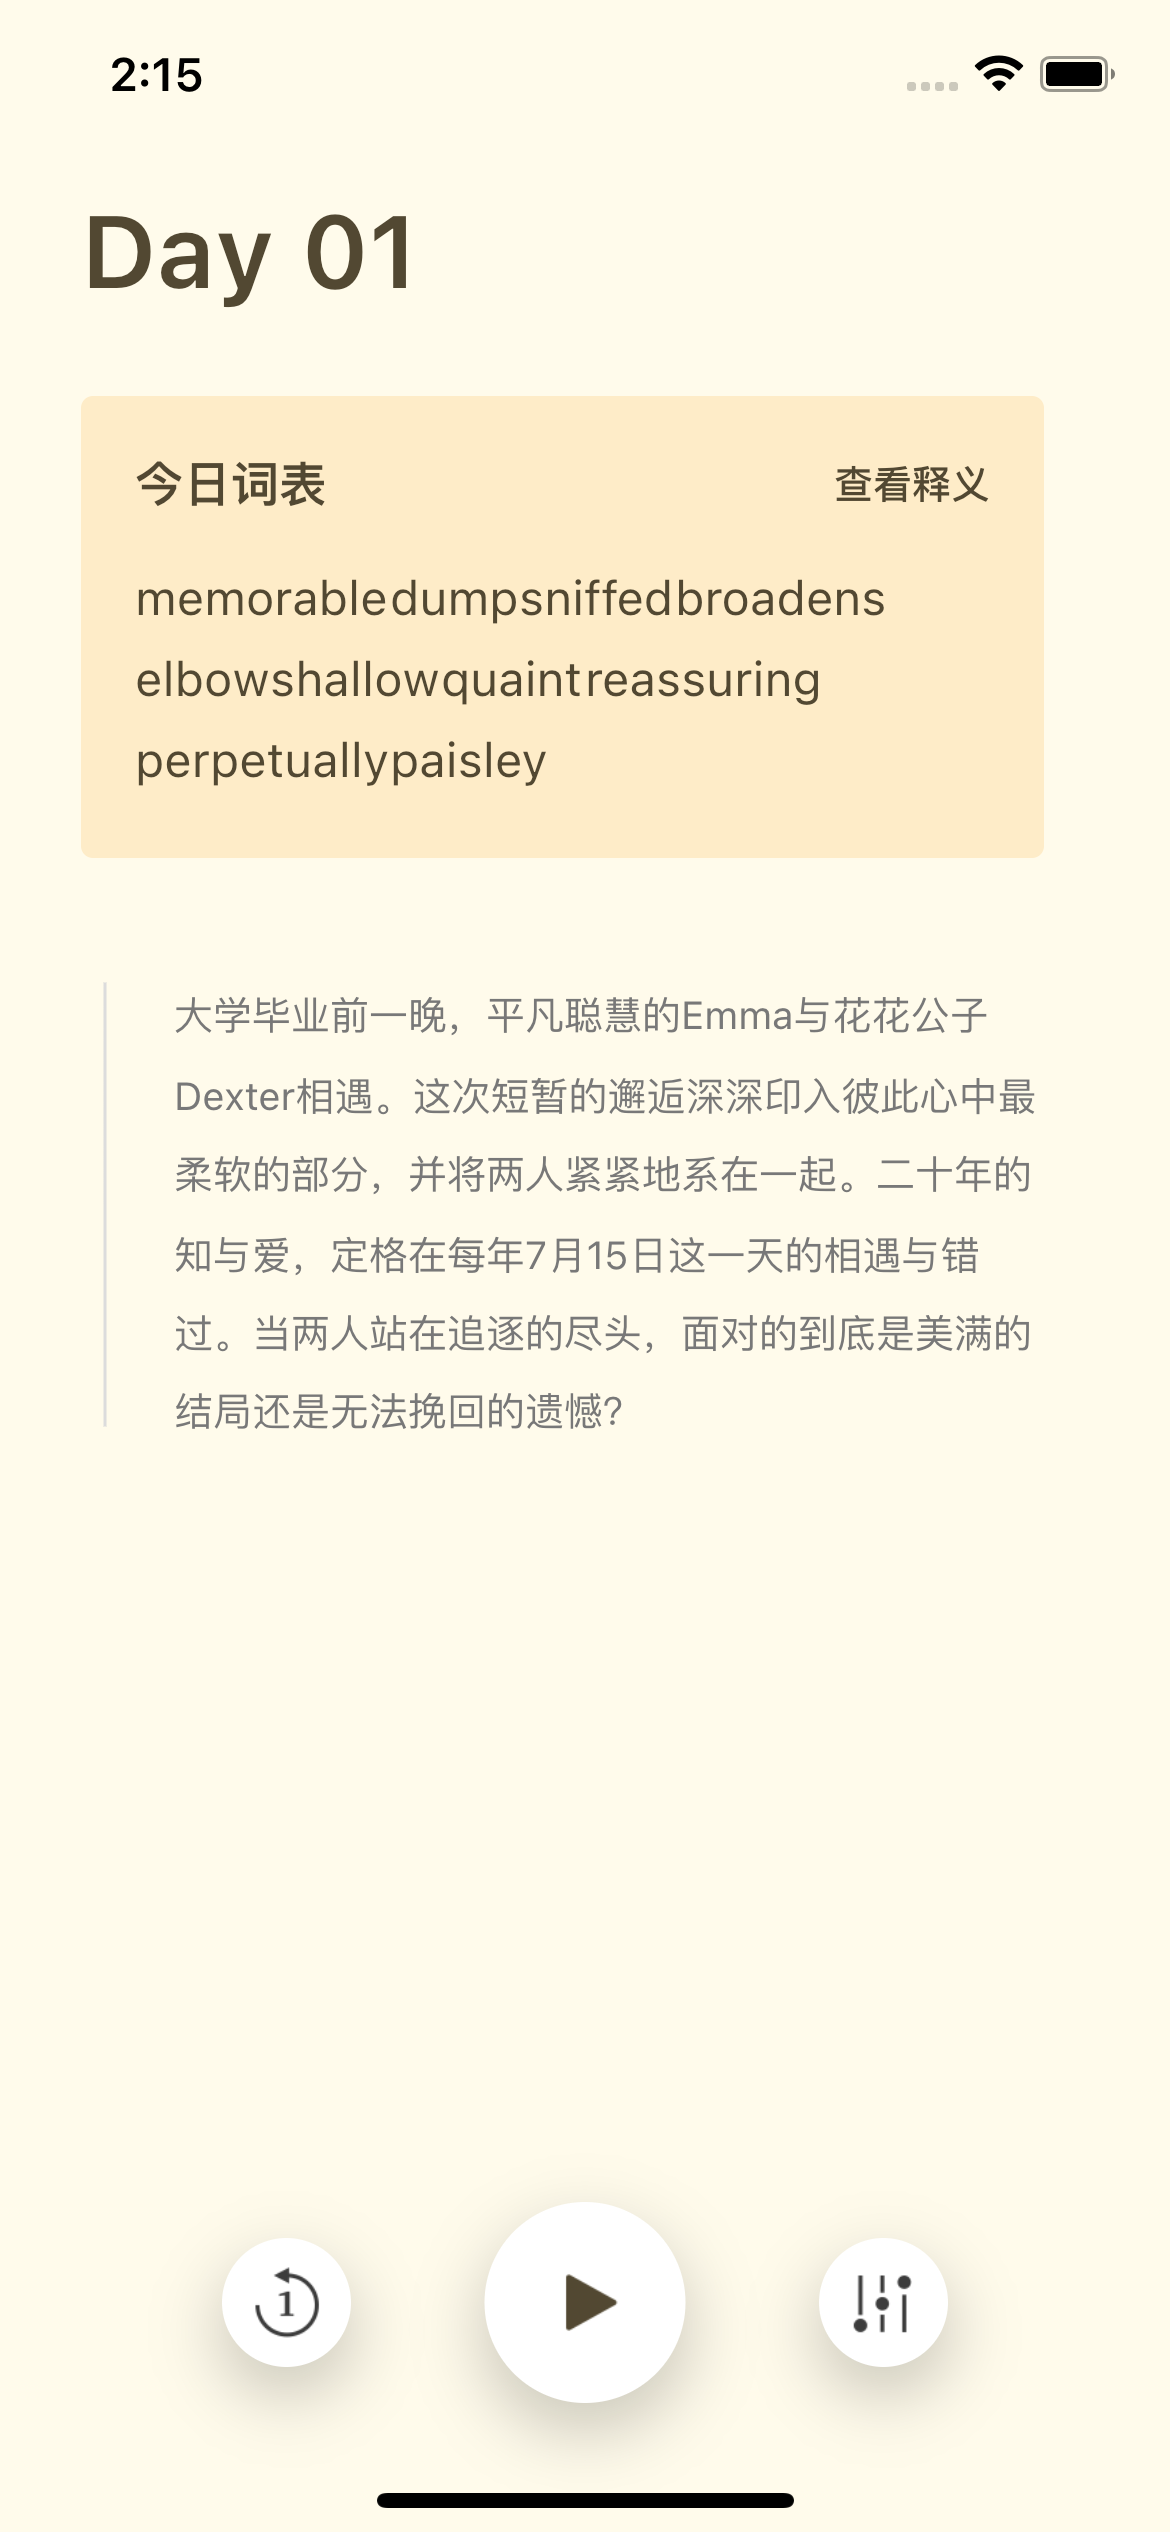 2:15
Day 01
今日词表
查看释义
memorabledumpsniffedbroadens
elbowshallowquaintreassuring
perpetuallypaisley
大学毕业前一晚，平凡聪慧的Emma与花花公子
Dexter相遇。这次短暂的邂逅深深印入彼此心中最
柔软的部分，并将两人紧紧地系在一起。二十年的
知与爱，定格在每年7月15日这一天的相遇与错
过。当两人站在追逐的尽头，面对的到底是美满的
结局还是无法挽回的遗憾?
1